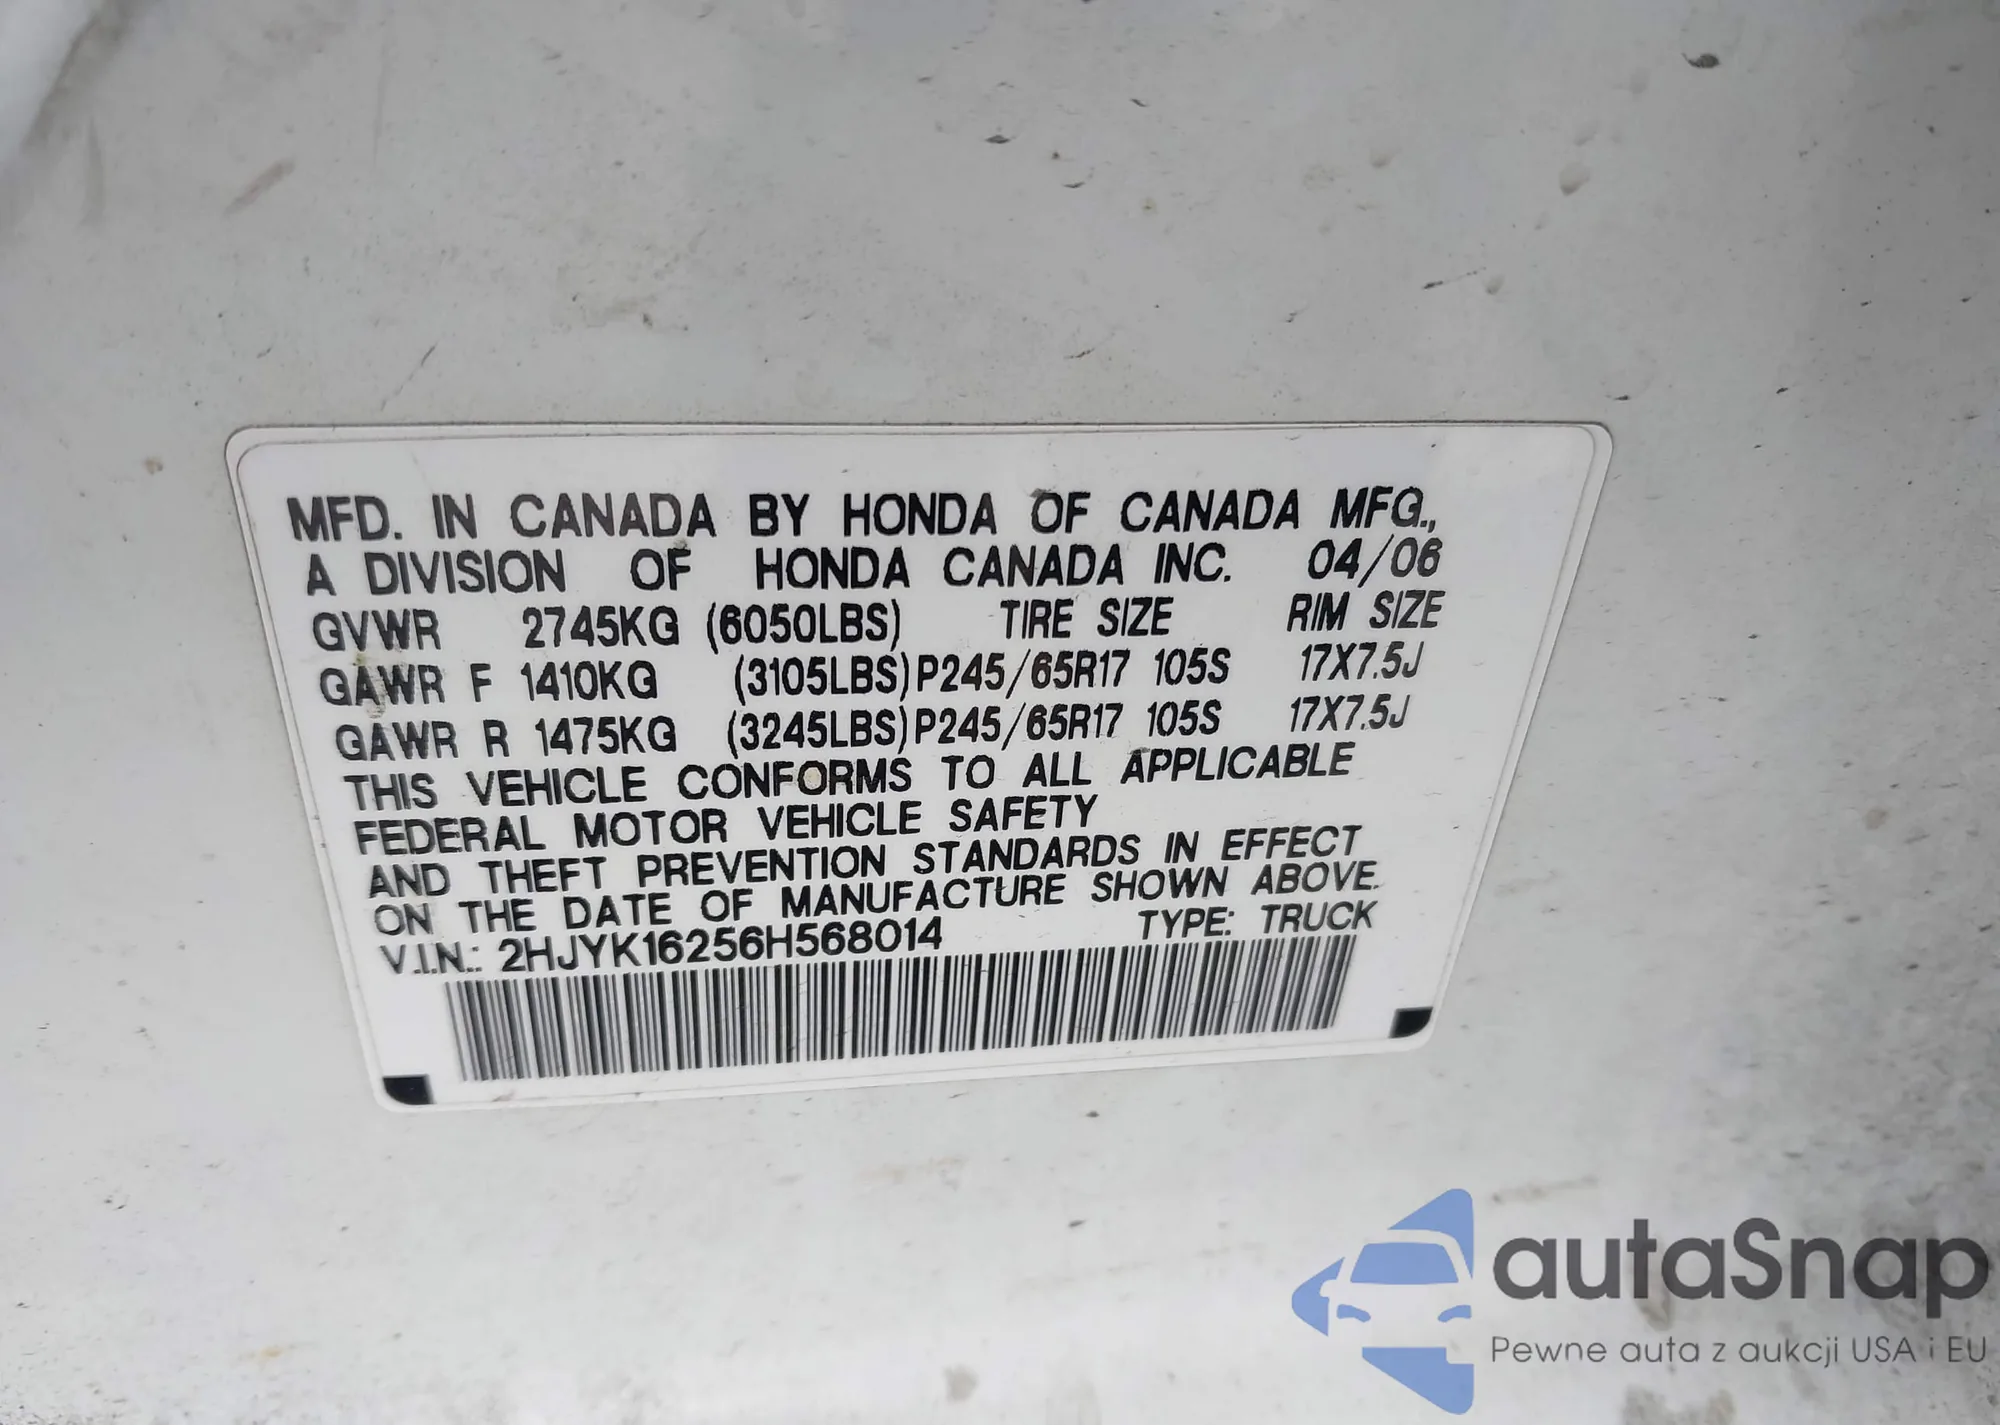 MFD. IN CANADA BY HONDA OF CANADA MFG.,
A DIVISION OF HONDA CANADA INC. 04/06
GVWR 2745KG (6050LBS) TIRE SIZE RIM SIZE
GAWR F 1410KG (3105LBS) P245/65R17 105S 17X7.5J
GAWR R 1475KG (3245LBS) P245/65R17 105S 17X7.5J
THIS VEHICLE CONFORMS TO ALL APPLICABLE
FEDERAL MOTOR VEHICLE SAFETY
AND THEFT PREVENTION STANDARDS IN EFFECT
ON THE DATE OF MANUFACTURE SHOWN ABOVE.
V.I.N.: 2HJYK16256H568014 TYPE: TRUCK
autaSnap
Pewne auta z aukcji USA i EU